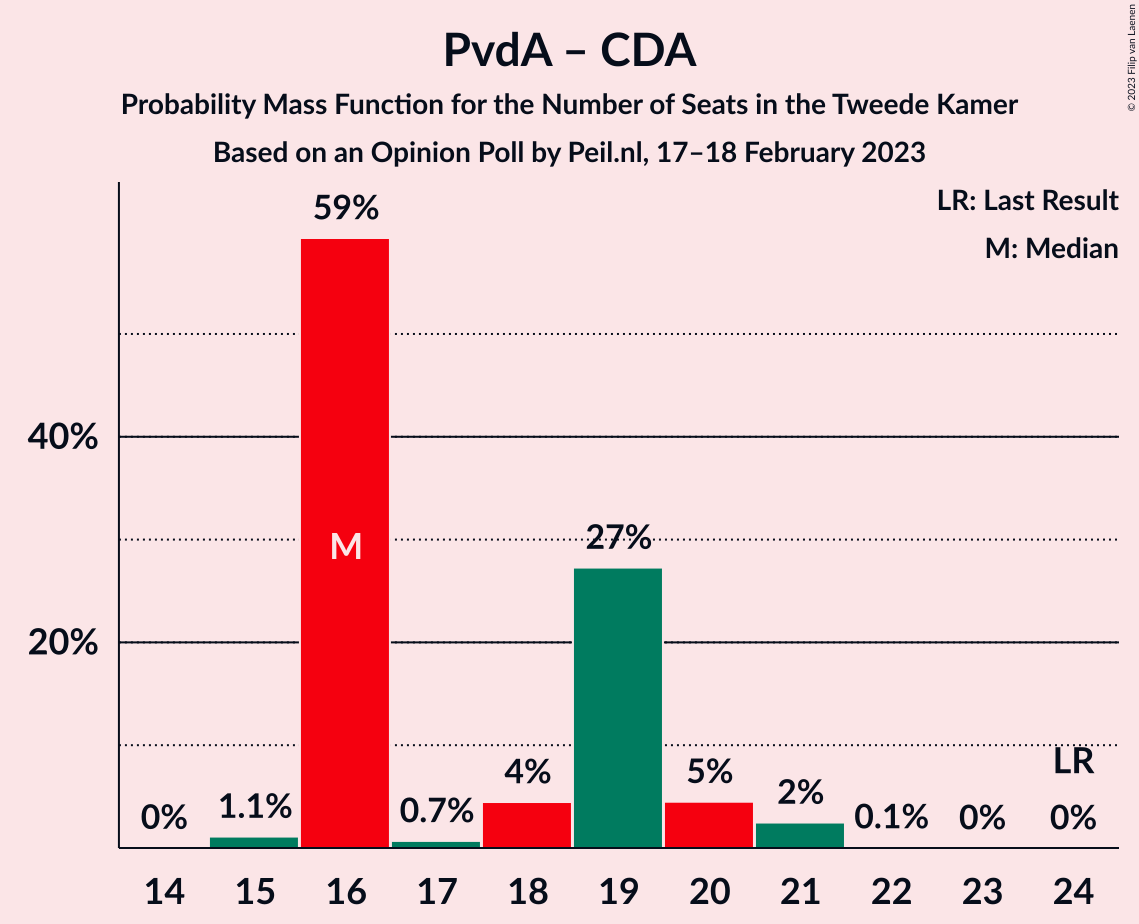 PvdA – CDA
Probability Mass Function for the Number of Seats in the Tweede Kamer
Based on an Opinion Poll by Peil.nl, 17–18 February 2023
© 2023 Filip van Laenen
LR: Last Result
M: Median
59%
40%
M
27%
20%
LR
4%
5%
2%
0%
1.1%
0.7%
0.1%
0%
0%
14 15 16 17 18 19 20 21 22 23 24